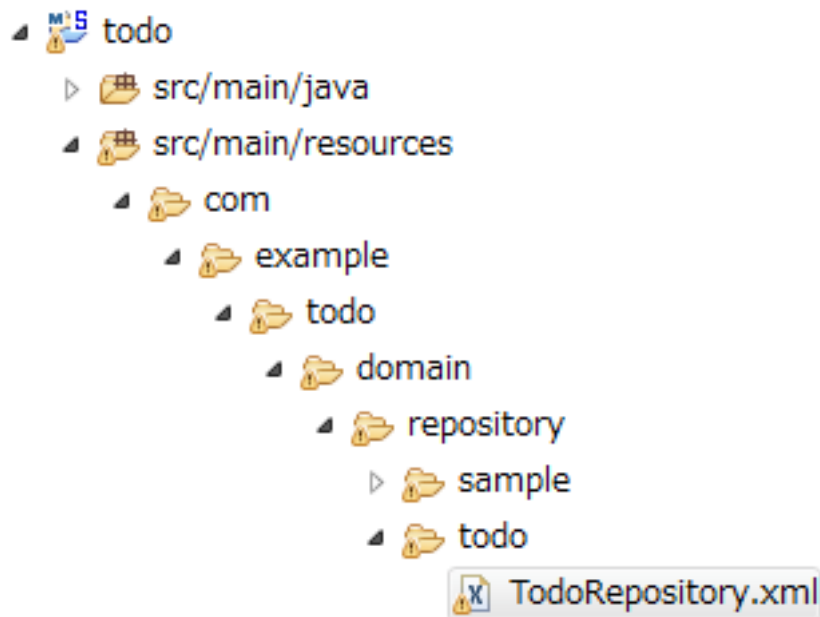 todo
src/main/java
src/main/resources
com
example
todo
domain
repository
sample
todo
TodoRepository.xml